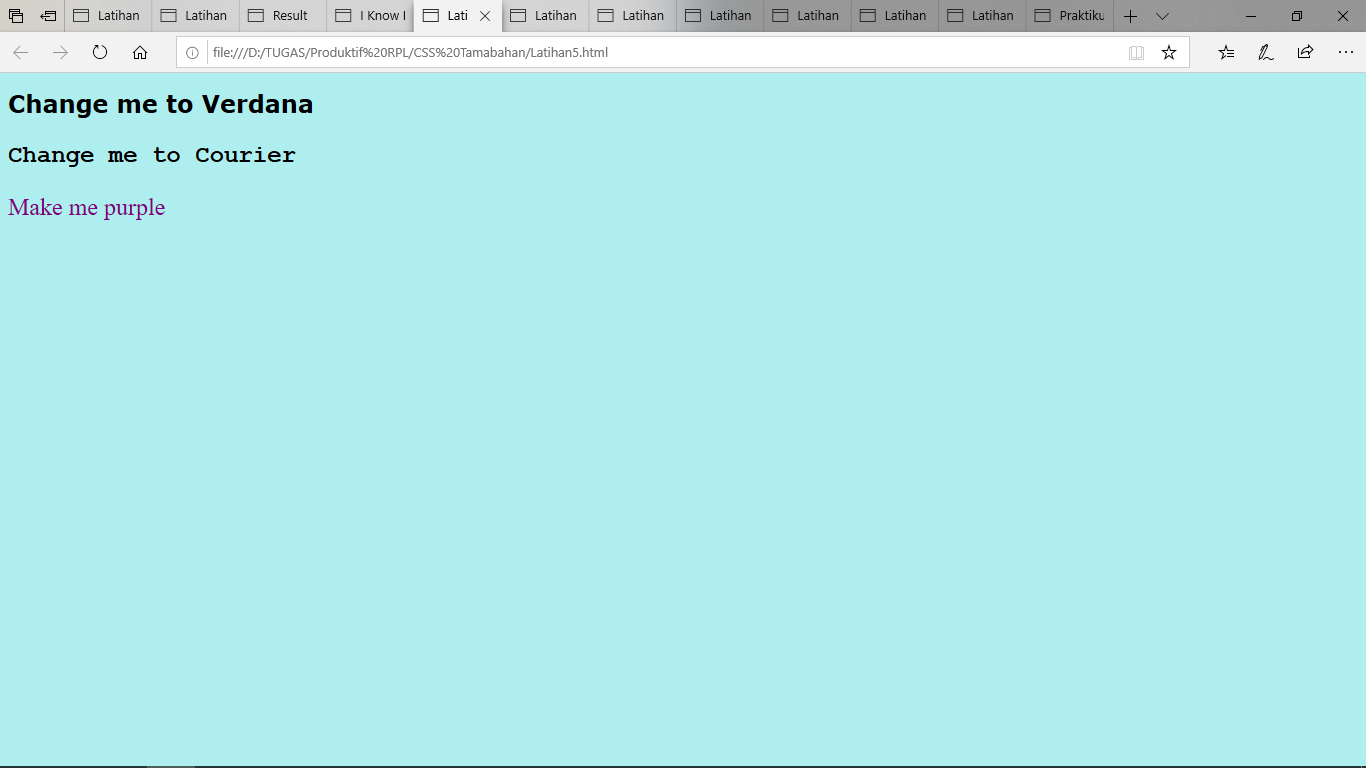 Latihan Latihan Result I Know I Lati Latihan Latihan Latihan Latihan Latihan Latihan Praktiku
file:///D:/TUGAS/Produktif%20RPL/CSS%20Tamabahan/Latihan5.html
Change me to Verdana
Change me to Courier
Make me purple